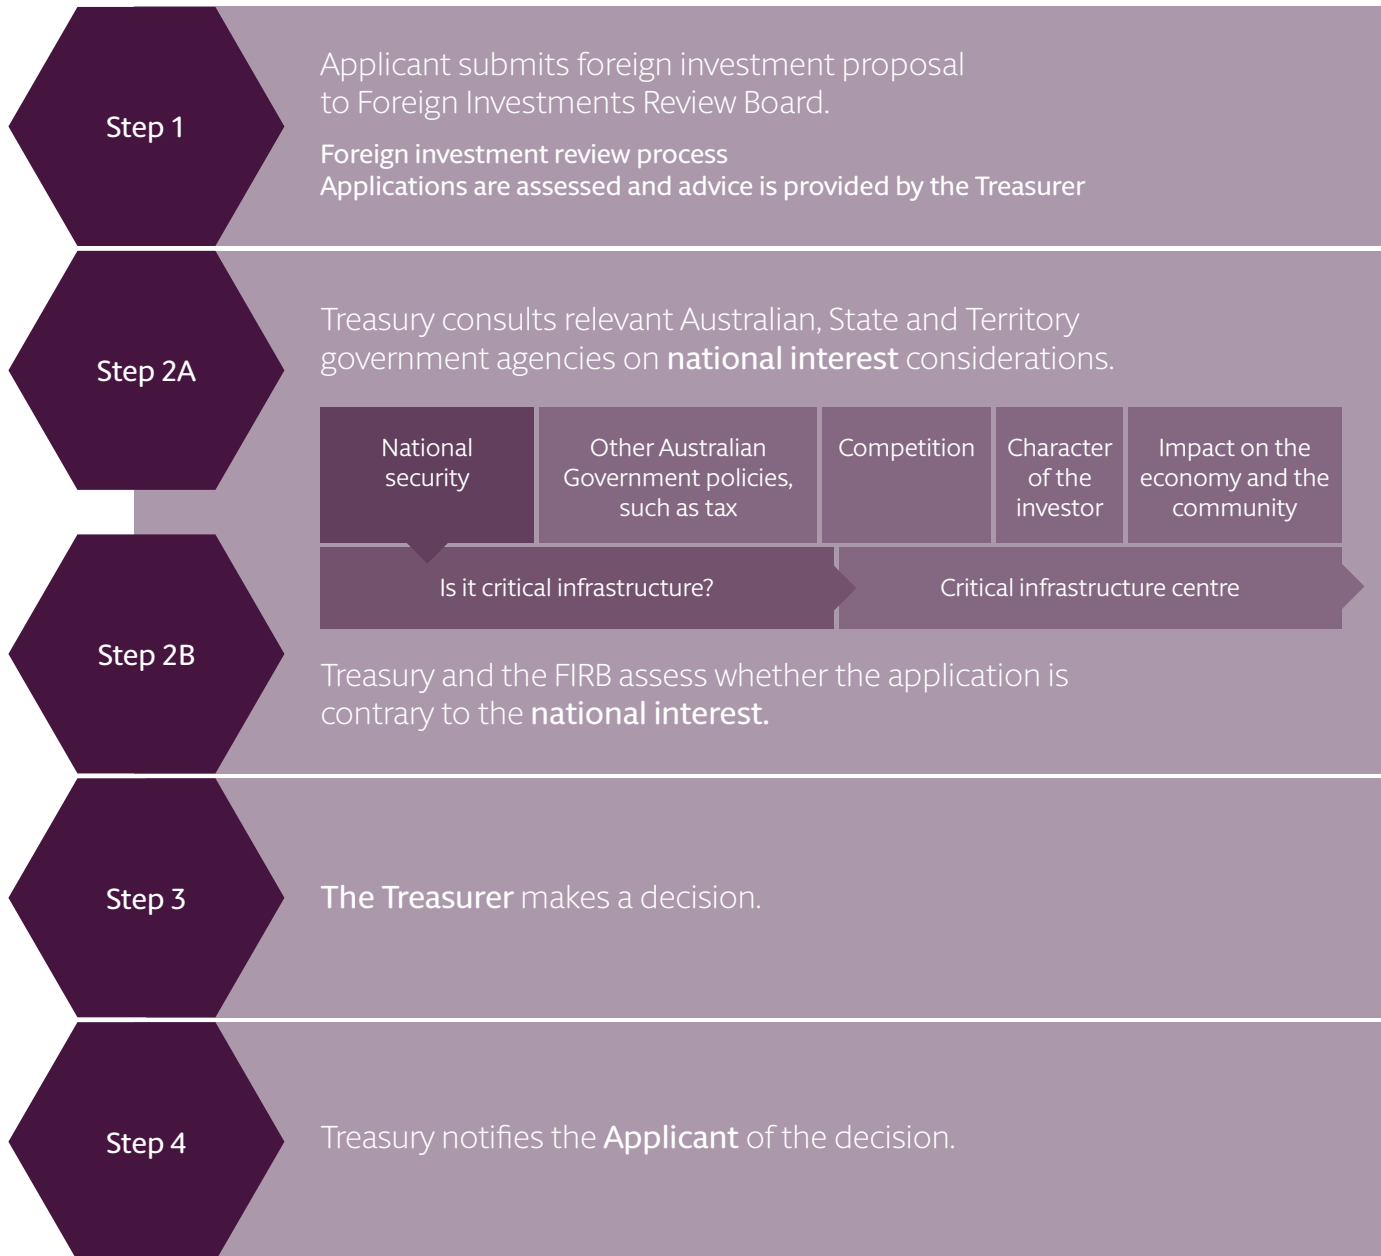 Step 1
Applicant submits foreign investment proposal
to Foreign Investments Review Board.
Foreign investment review process
Applications are assessed and advice is provided by the Treasurer
Step 2A
Treasury consults relevant Australian, State and Territory
government agencies on national interest considerations.
National
security
Other Australian
Government policies,
such as tax
Competition
Character
of the
investor
Impact on the
economy and the
community
Is it critical infrastructure?
Critical infrastructure centre
Step 2B
Treasury and the FIRB assess whether the application is
contrary to the national interest.
Step 3
The Treasurer makes a decision.
Step 4
Treasury notifies the Applicant of the decision.